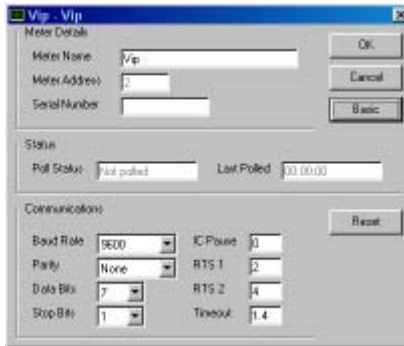 Vip - Vip
Meter Details
Meter Name Vip OK
Meter Address 2 Cancel
Serial Number Basic
Status
Poll Status Not polled Last Polled 00:00:00
Communications
Reset
Baud Rate 9600 IC Pause 0
Parity None RTS 1 2
Data Bits 7 RTS 2 4
Stop Bits 1 Timeout 1.4